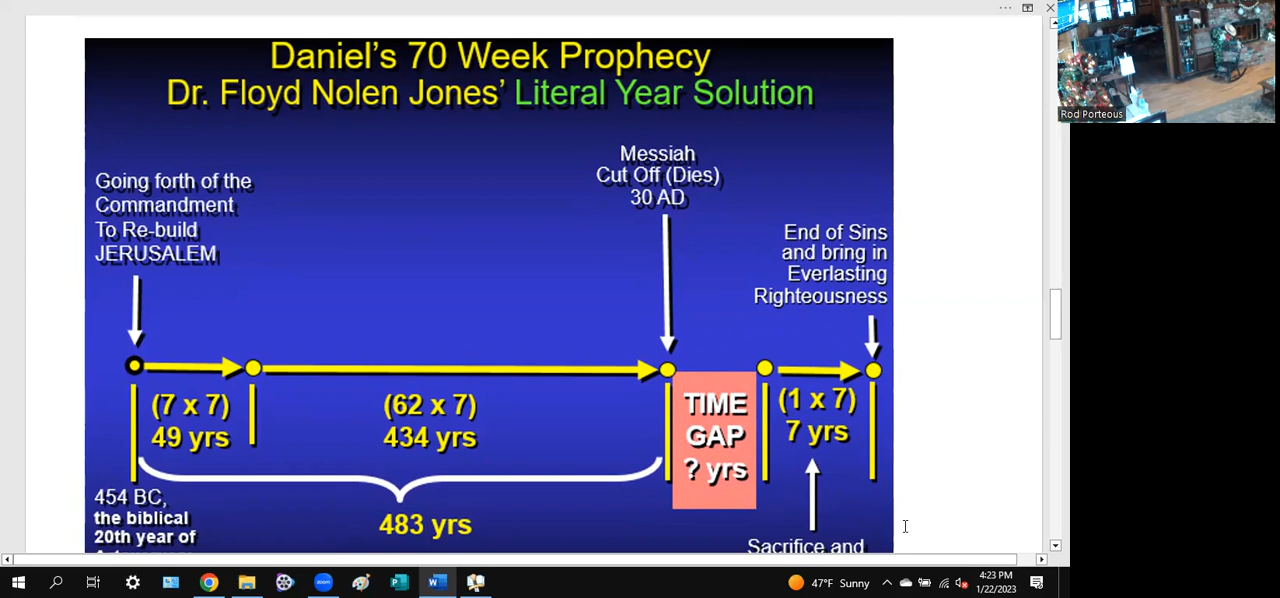 Daniel's 70 Week Prophecy
Dr. Floyd Nolen Jones' Literal Year Solution
Rod Porteous
Going forth of the
Commandment
To Re-build
JERUSALEM
Messiah
Cut Off (Dies)
30 AD
End of Sins
and bring in
Everlasting
Righteousness
(7 x 7)
49 yrs
(62 x 7)
434 yrs
TIME
GAP
? yrs
(1 x 7)
7 yrs
483 yrs
454 BC,
the biblical
20th year of
Sacrifice and
47°F Sunny
4:23 PM
1/22/2023